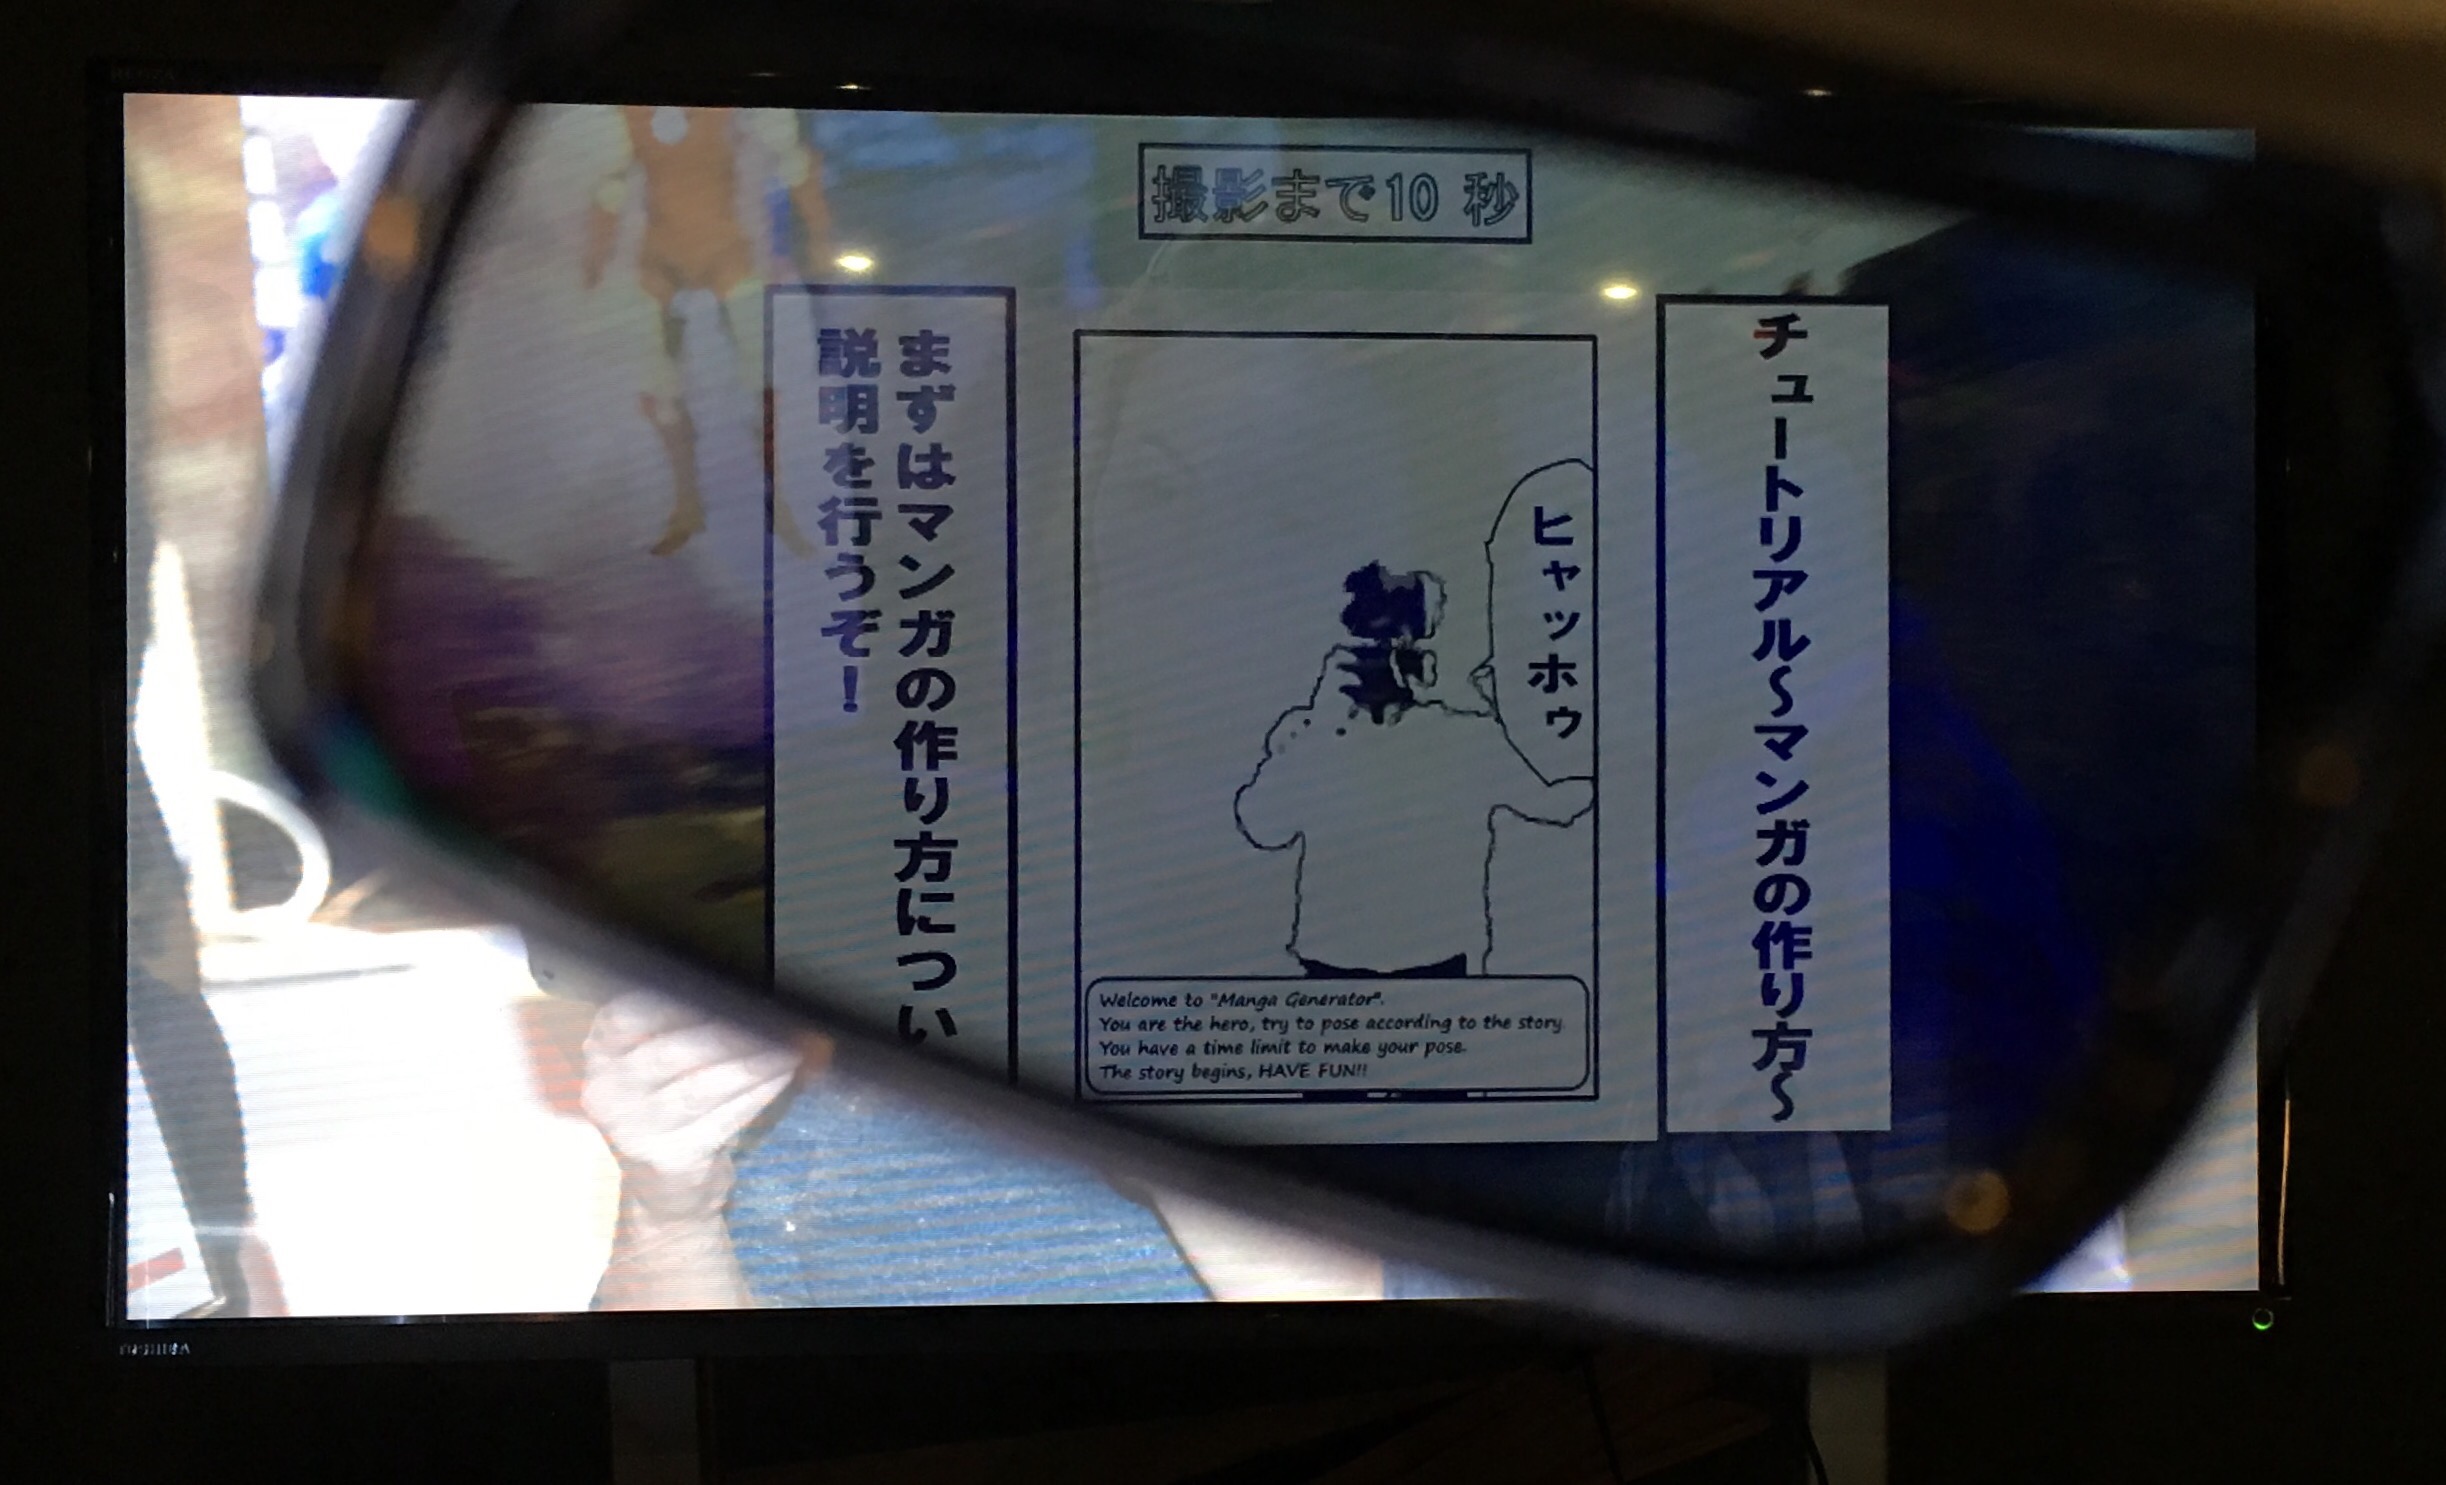 撮影まで10 秒
チュートリアル～マンガの作り方～
ヒャッホゥ
Welcome to "Manga Generator".
You are the hero, try to pose according to the story.
You have a time limit to make your pose.
The story begins, HAVE FUN!!
まずはマンガの作り方につい
説明を行うぞ！